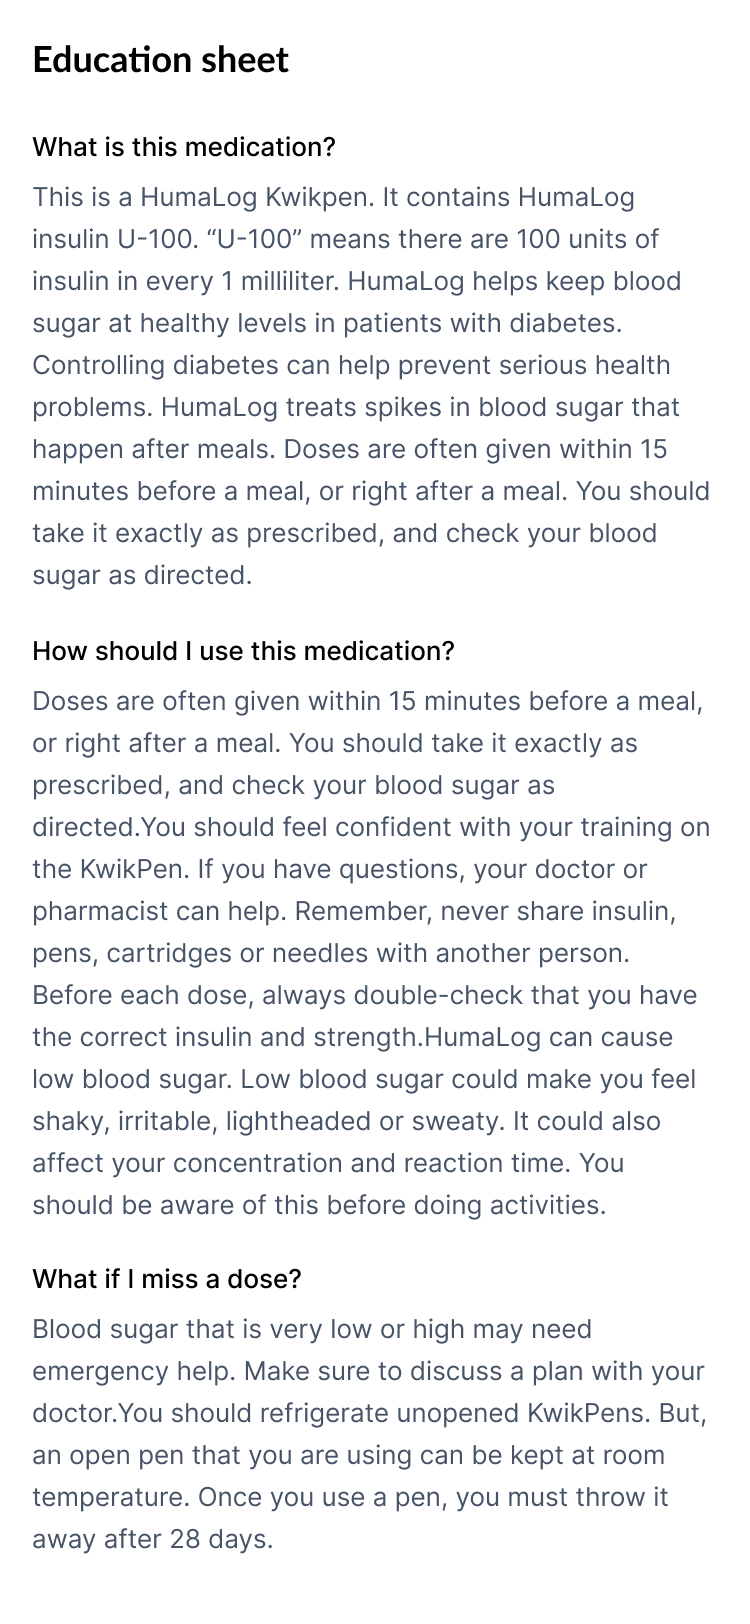 Education sheet
What is this medication?
This is a HumaLog Kwikpen. It contains HumaLog
insulin U-100. “U-100” means there are 100 units of
insulin in every 1 milliliter. HumaLog helps keep blood
sugar at healthy levels in patients with diabetes.
Controlling diabetes can help prevent serious health
problems. HumaLog treats spikes in blood sugar that
happen after meals. Doses are often given within 15
minutes before a meal, or right after a meal. You should
take it exactly as prescribed, and check your blood
sugar as directed.
How should I use this medication?
Doses are often given within 15 minutes before a meal,
or right after a meal. You should take it exactly as
prescribed, and check your blood sugar as
directed.You should feel confident with your training on
the KwikPen. If you have questions, your doctor or
pharmacist can help. Remember, never share insulin,
pens, cartridges or needles with another person.
Before each dose, always double-check that you have
the correct insulin and strength.HumaLog can cause
low blood sugar. Low blood sugar could make you feel
shaky, irritable, lightheaded or sweaty. It could also
affect your concentration and reaction time. You
should be aware of this before doing activities.
What if I miss a dose?
Blood sugar that is very low or high may need
emergency help. Make sure to discuss a plan with your
doctor.You should refrigerate unopened KwikPens. But,
an open pen that you are using can be kept at room
temperature. Once you use a pen, you must throw it
away after 28 days.